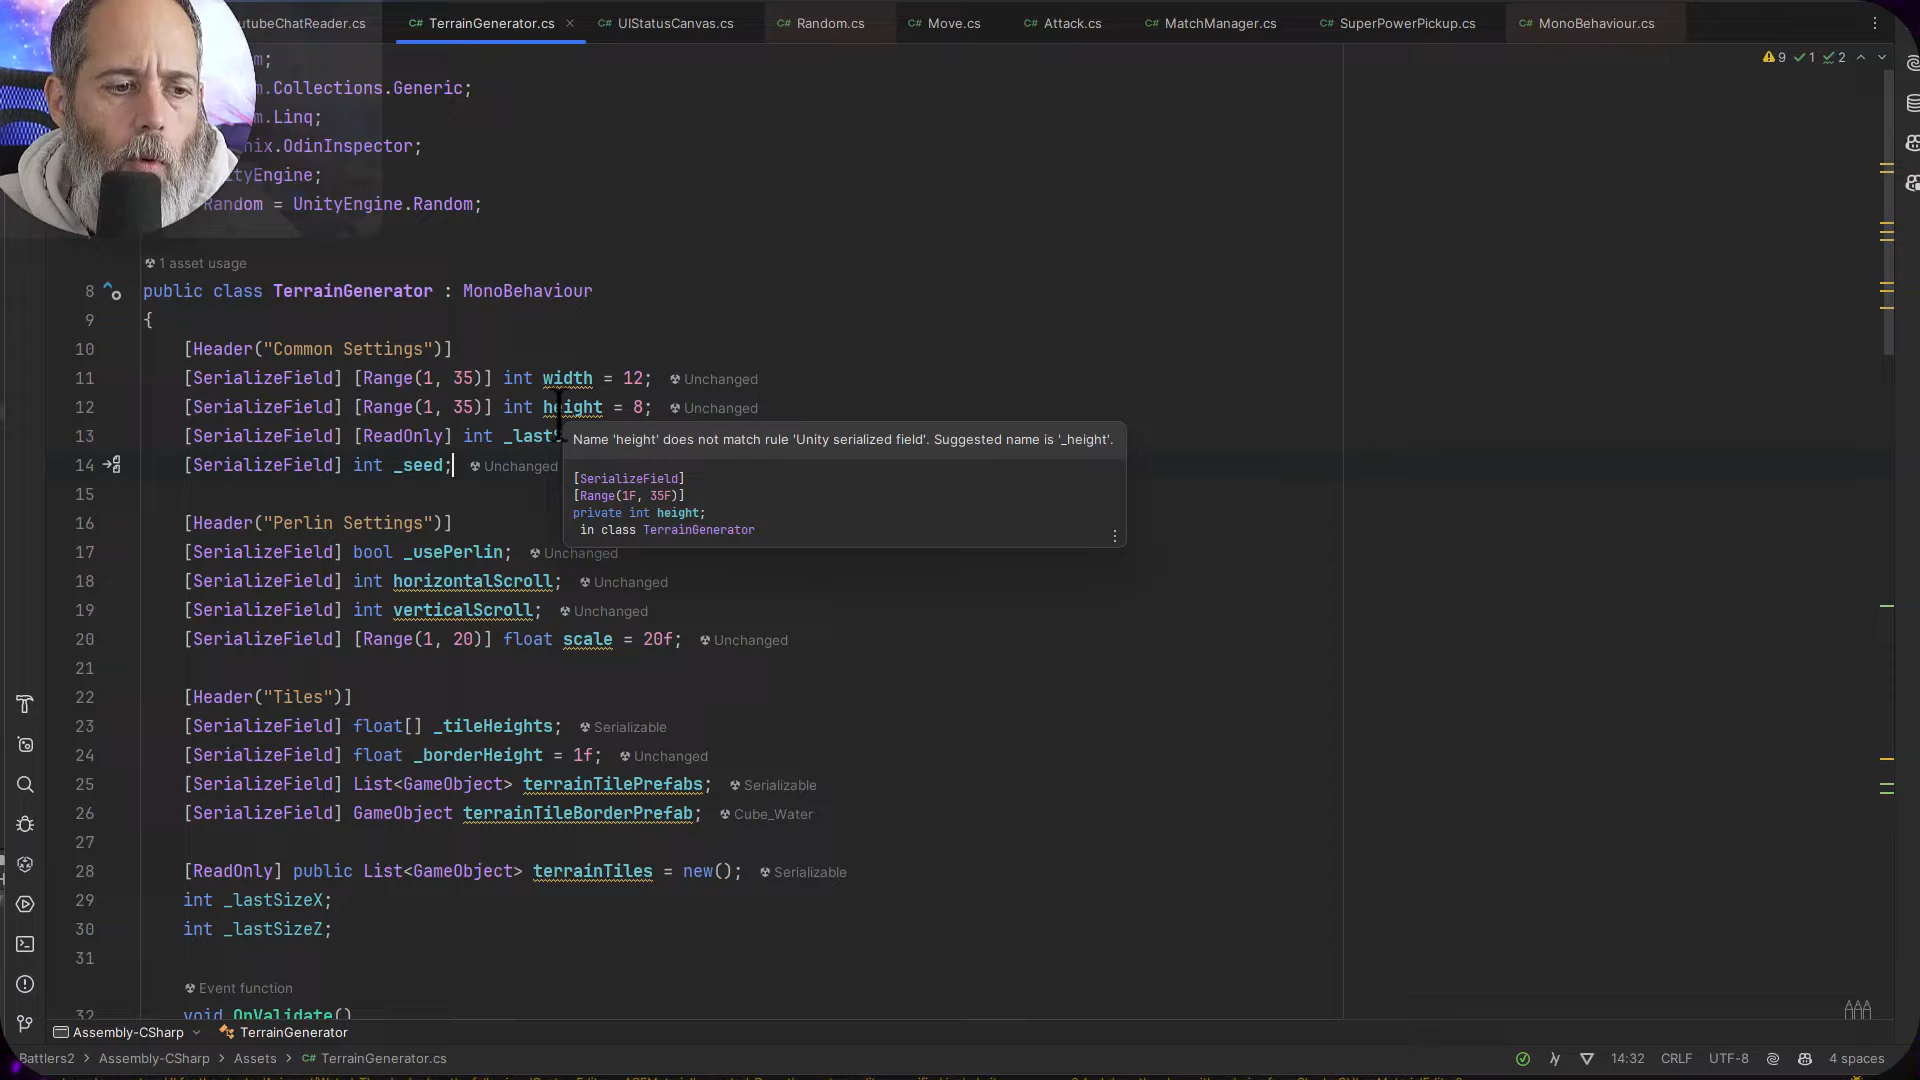 utubeChatReader.cs
C# TerrainGenerator.cs ×
C# UIStatusCanvas.cs
C# Random.cs
C# Move.cs
C# Attack.cs
C# MatchManager.cs
C# SuperPowerPickup.cs
C# MonoBehaviour.cs
9 1 2
m;
m.Collections.Generic;
m.Linq;
nix.OdinInspector;
ityEngine;
Random = UnityEngine.Random;
1 asset usage
8 public class TerrainGenerator : MonoBehaviour
9 {
10 [Header("Common Settings")]
11 [SerializeField] [Range(1, 35)] int width = 12; Unchanged
12 [SerializeField] [Range(1, 35)] int height = 8; Unchanged
13 [SerializeField] [ReadOnly] int _lastS
14 [SerializeField] int _seed; Unchanged
Name 'height' does not match rule 'Unity serialized field'. Suggested name is '_height'.
[SerializeField]
[Range(1F, 35F)]
private int height;
in class TerrainGenerator
15
16 [Header("Perlin Settings")]
17 [SerializeField] bool _usePerlin; Unchanged
18 [SerializeField] int horizontalScroll; Unchanged
19 [SerializeField] int verticalScroll; Unchanged
20 [SerializeField] [Range(1, 20)] float scale = 20f; Unchanged
21
22 [Header("Tiles")]
23 [SerializeField] float[] _tileHeights; Serializable
24 [SerializeField] float _borderHeight = 1f; Unchanged
25 [SerializeField] List<GameObject> terrainTilePrefabs; Serializable
26 [SerializeField] GameObject terrainTileBorderPrefab; Cube_Water
27
28 [ReadOnly] public List<GameObject> terrainTiles = new(); Serializable
29 int _lastSizeX;
30 int _lastSizeZ;
31
Event function
32 void OnValidate()
Assembly-CSharp TerrainGenerator
Battlers2 > Assembly-CSharp > Assets > C# TerrainGenerator.cs
14:32 CRLF UTF-8 4 spaces